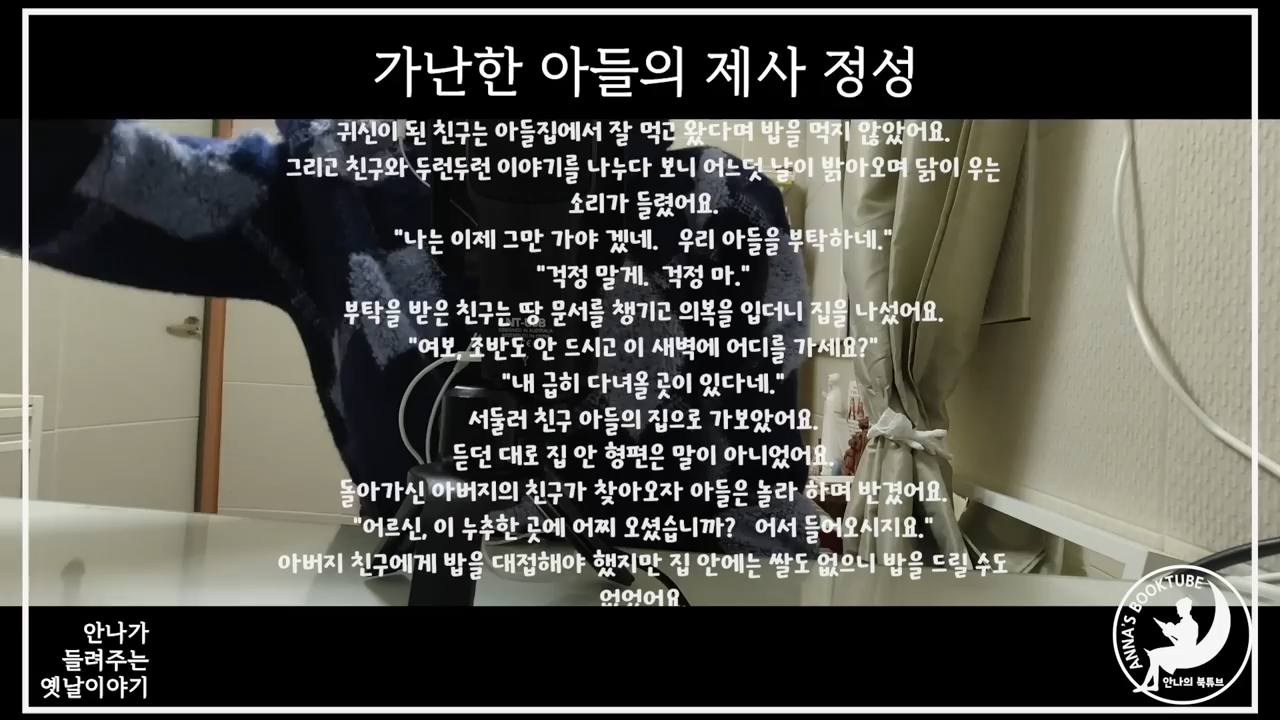 가난한 아들의 제사 정성
귀신이 된 친구는 아들집에서 잘 먹고 왔다며 밥을 먹지 않았어요.
그리고 친구와 두런두런 이야기를 나누다 보니 어느덧 날이 밝아오며 닭이 우는
소리가 들렸어요.
"나는 이제 그만 가야 겠네.   우리 아들을 부탁하네."
"걱정 말게.   걱정 마."
부탁을 받은 친구는 땅 문서를 챙기고 의복을 입더니 집을 나섰어요.
"여보, 조반도 안 드시고 이 새벽에 어디를 가세요?"
"내 급히 다녀올 곳이 있다네."
서둘러 친구 아들의 집으로 가보았어요.
듣던 대로 집 안 형편은 말이 아니었어요.
돌아가신 아버지의 친구가 찾아오자 아들은 놀라 하며 반겼어요.
"어르신, 이 누추한 곳에 어찌 오셨습니까?   어서 들어오시지요."
아버지 친구에게 밥을 대접해야 했지만 집 안에는 쌀도 없으니 밥을 드릴 수도
없었어요
안나가
들려주는
옛날이야기
ANNA'S BOOKTUBE
안나의 북튜브